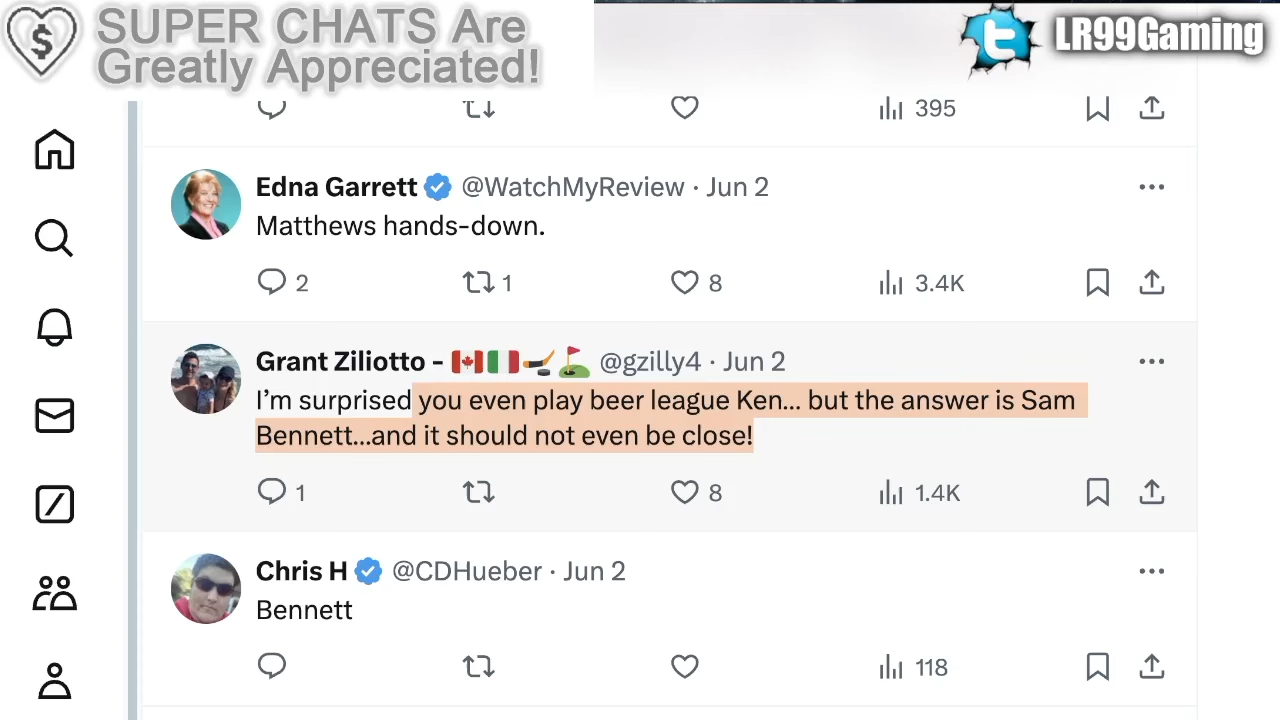 SUPER CHATS Are
Greatly Appreciated!
LR99Gaming
395
Edna Garrett @WatchMyReview · Jun 2
Matthews hands-down.
2 1 8 3.4K
Grant Ziliotto - 🇨🇦🇮🇹🏒⛳ @gzilly4 · Jun 2
I'm surprised you even play beer league Ken... but the answer is Sam
Bennett...and it should not even be close!
1 8 1.4K
Chris H @CDHueber · Jun 2
Bennett
118